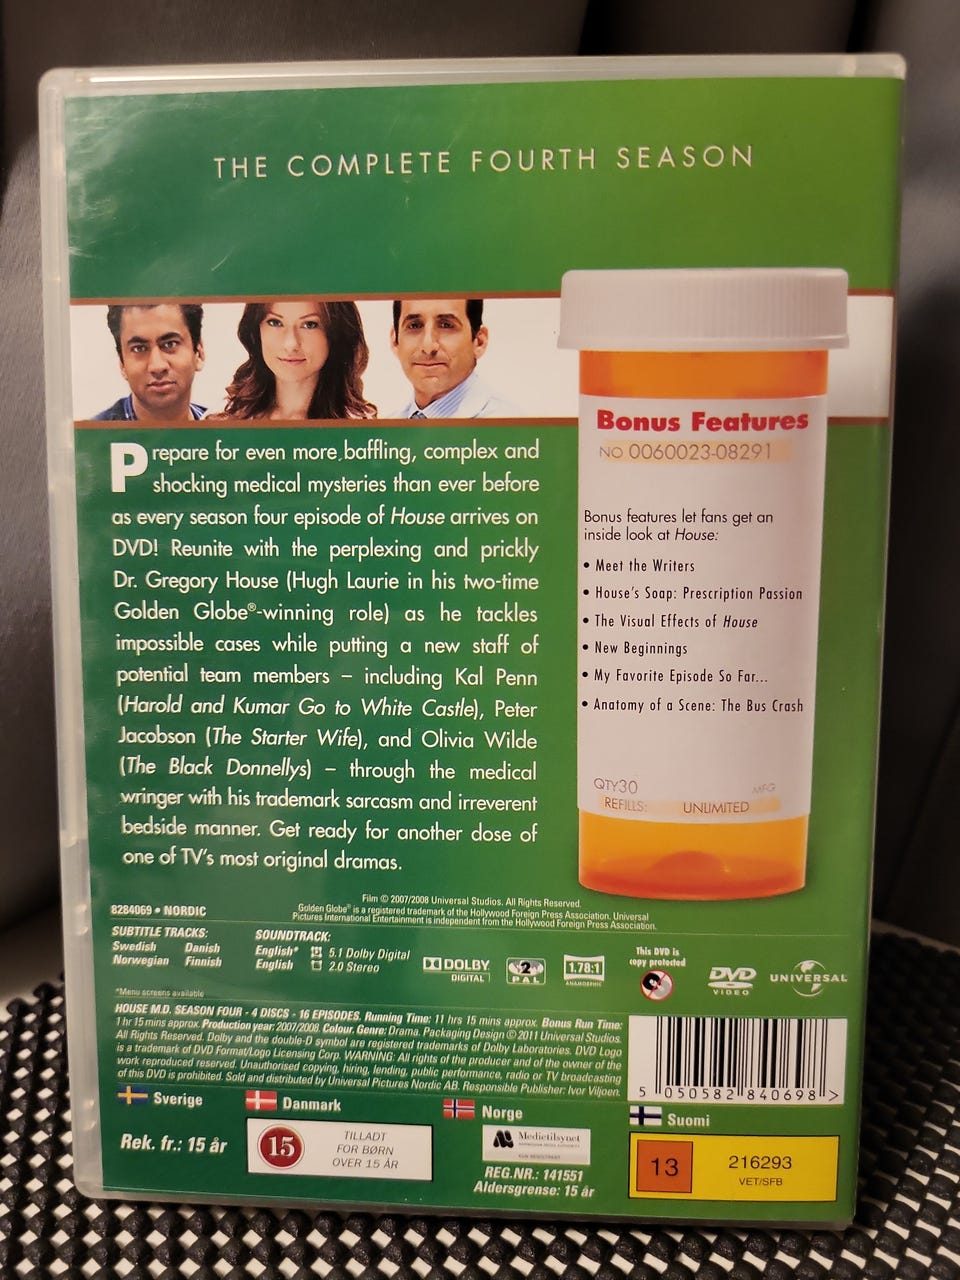 THE COMPLETE FOURTH SEASON
Prepare for even more baffling, complex and
shocking medical mysteries than ever before
as every season four episode of House arrives on
DVD! Reunite with the perplexing and prickly
Dr. Gregory House (Hugh Laurie in his two-time
Golden Globe®-winning role) as he tackles
impossible cases while putting a new staff of
potential team members – including Kal Penn
(Harold and Kumar Go to White Castle), Peter
Jacobson (The Starter Wife), and Olivia Wilde
(The Black Donnellys) – through the medical
wringer with his trademark sarcasm and irreverent
bedside manner. Get ready for another dose of
one of TV's most original dramas.
Bonus Features
NO 0060023-08291
Bonus features let fans get an
inside look at House:
• Meet the Writers
• House's Soap: Prescription Passion
• The Visual Effects of House
• New Beginnings
• My Favorite Episode So Far...
• Anatomy of a Scene: The Bus Crash
QTY30 MFG
REFILLS: UNLIMITED
Film © 2007/2008 Universal Studios. All Rights Reserved.
8284069 • NORDIC
Golden Globe® is a registered trademark of the Hollywood Foreign Press Association. Universal
Pictures International Entertainment is independent from the Hollywood Foreign Press Association.
SUBTITLE TRACKS:
Swedish Danish
Norwegian Finnish
SOUNDTRACK:
English* 5.1 Dolby Digital
English 2.0 Stereo
DOLBY
DIGITAL
2
PAL
1.78:1
ANAMORPHIC
This DVD is
copy protected
DVD
VIDEO
UNIVERSAL
*Menu screens available
HOUSE M.D. SEASON FOUR - 4 DISCS - 16 EPISODES. Running Time: 11 hrs 15 mins approx. Bonus Run Time:
1 hr 15 mins approx. Production year: 2007/2008. Colour. Genre: Drama. Packaging Design © 2011 Universal Studios.
All Rights Reserved. Dolby and the double-D symbol are registered trademarks of Dolby Laboratories. DVD Logo
is a trademark of DVD Format/Logo Licensing Corp. WARNING: All rights of the producer and of the owner of the
work reproduced reserved. Unauthorised copying, hiring, lending, public performance, radio or TV broadcasting
of this DVD is prohibited. Sold and distributed by Universal Pictures Nordic AB. Responsible Publisher: Ivor Viljoen.
5 050582 840698 >
Sverige
Rek. fr.: 15 år
Danmark
15
TILLADT
FOR BØRN
OVER 15 ÅR
Norge
Medietilsynet
REG.NR.: 141551
Aldersgrense: 15 år
Suomi
13
216293
VET/SFB